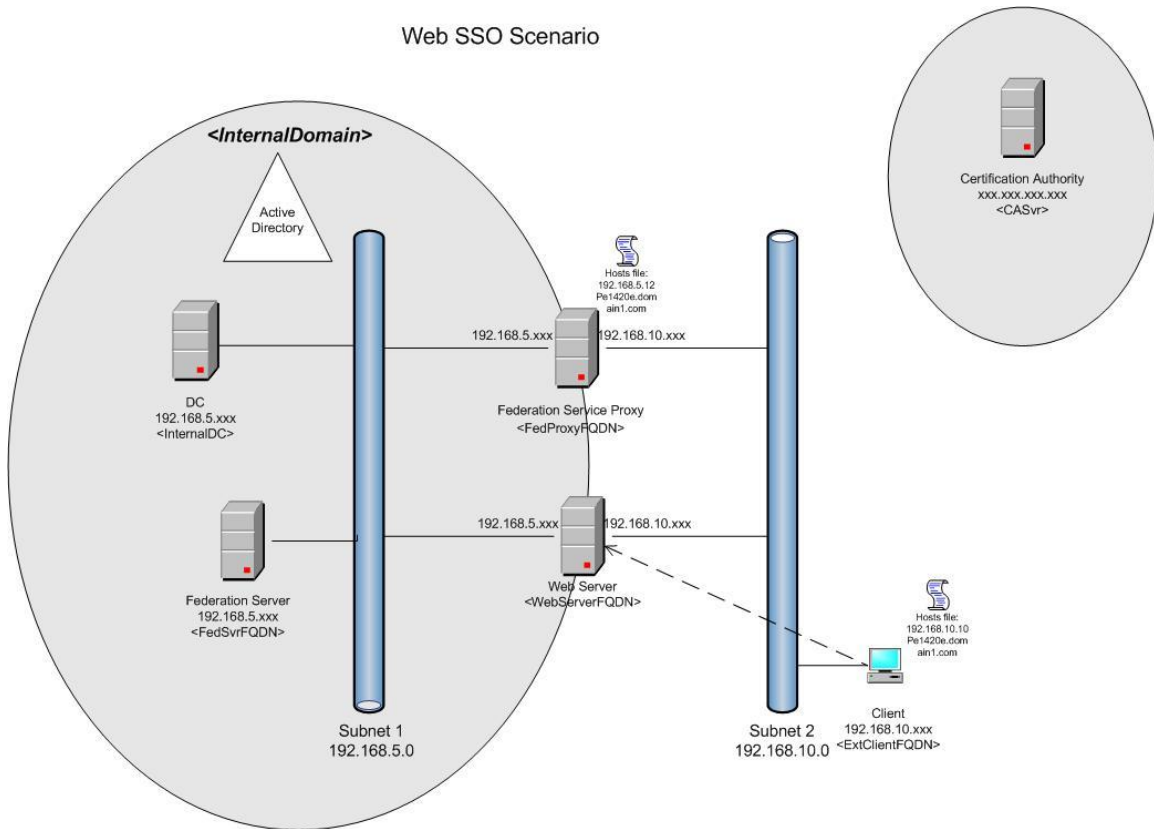 Web SSO Scenario
<InternalDomain>
Active
Directory
Certification Authority
xxx.xxx.xxx.xxx
<CASvr>
Hosts file:
192.168.5.12
Pe1420e.dom
ain1.com
192.168.5.xxx
192.168.10.xxx
DC
192.168.5.xxx
<InternalDC>
Federation Service Proxy
<FedProxyFQDN>
192.168.5.xxx
192.168.10.xxx
Federation Server
192.168.5.xxx
<FedSvrFQDN>
Web Server
<WebServerFQDN>
Hosts file:
192.168.10.10
Pe1420e.dom
ain1.com
Subnet 1
192.168.5.0
Subnet 2
192.168.10.0
Client
192.168.10.xxx
<ExtClientFQDN>